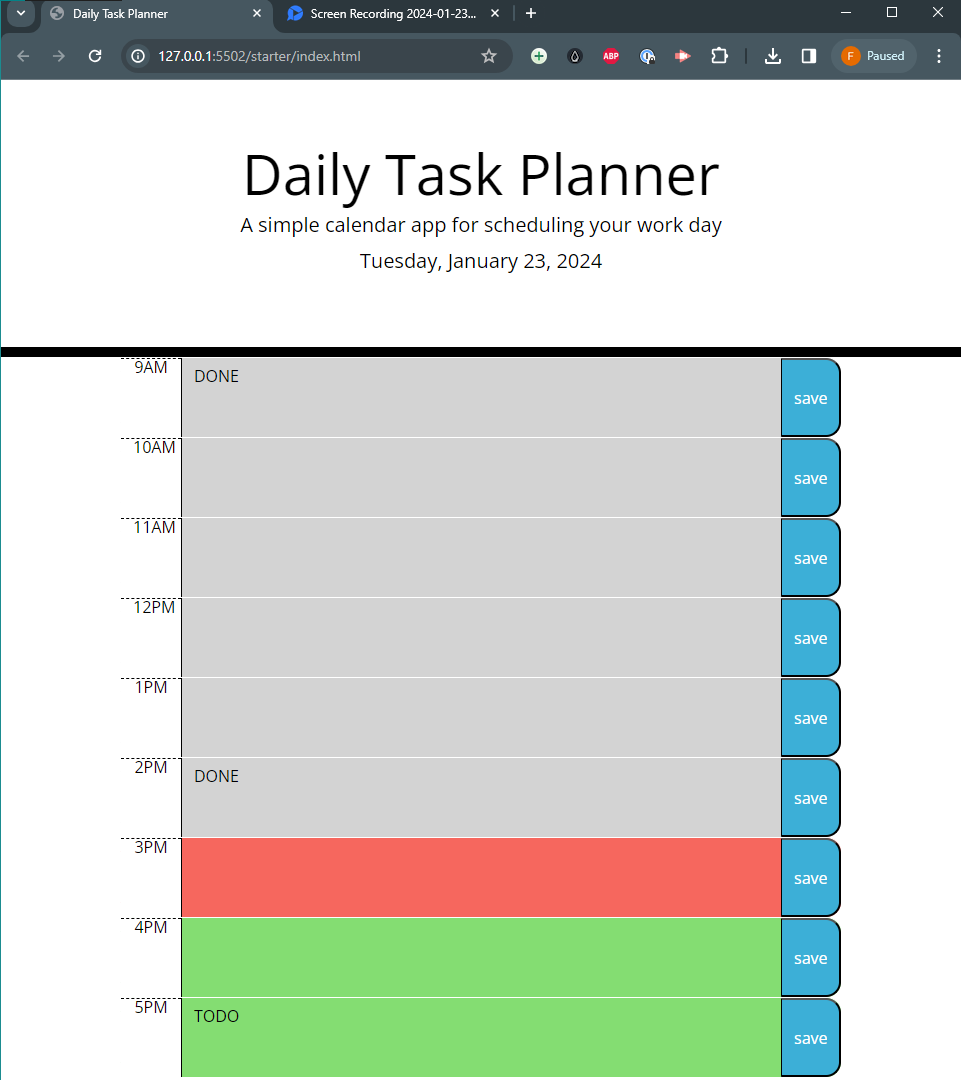 Daily Task Planner
Screen Recording 2024-01-23...
127.0.0.1:5502/starter/index.html
ABP
F
Paused
Daily Task Planner
A simple calendar app for scheduling your work day
Tuesday, January 23, 2024
9AM
DONE
save
10AM
save
11AM
save
12PM
save
1PM
save
2PM
DONE
save
3PM
save
4PM
save
5PM
TODO
save